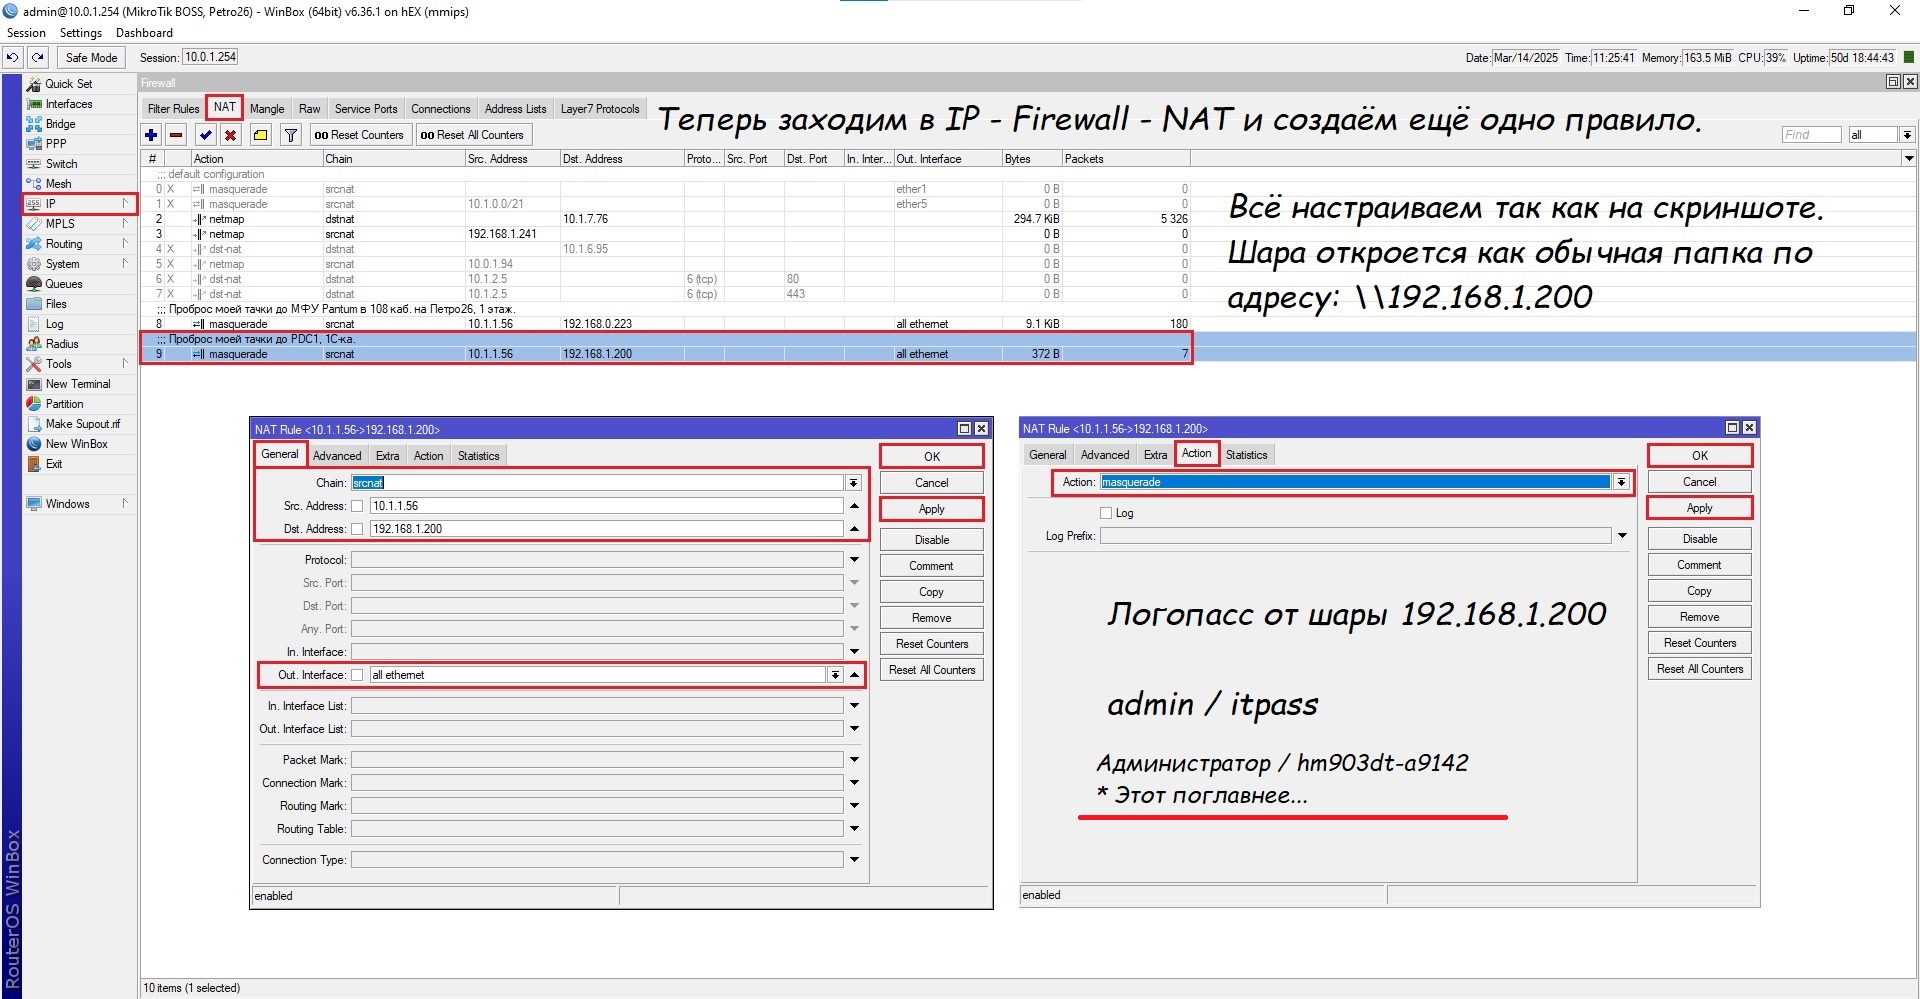 admin@10.0.1.254 (MikroTik BOSS, Petro26) - WinBox (64bit) v6.36.1 on hEX (mmips)
Session Settings Dashboard
Safe Mode Session: 10.0.1.254 Date: Mar/14/2025 Time: 11:25:41 Memory: 163.5 MiB CPU: 39% Uptime: 50d 18:44:43
Quick Set
Interfaces
Bridge
PPP
Switch
Mesh
IP
MPLS
Routing
System
Queues
Files
Log
Radius
Tools
New Terminal
Partition
Make Supout.rif
New WinBox
Exit
Windows
RouterOS WinBox
Firewall
Filter Rules NAT Mangle Raw Service Ports Connections Address Lists Layer7 Protocols
Теперь заходим в IP - Firewall - NAT и создаём ещё одно правило.
00 Reset Counters 00 Reset All Counters Find all
# Action Chain Src. Address Dst. Address Proto... Src. Port Dst. Port In. Inter... Out. Interface Bytes Packets
;;; default configuration
0 X masquerade srcnat ether1 0 B 0
1 X masquerade srcnat 10.1.0.0/21 ether5 0 B 0
2 netmap dstnat 10.1.7.76 294.7 KiB 5 326
3 netmap srcnat 192.168.1.241 0 B 0
4 X dst-nat dstnat 10.1.6.95 0 B 0
5 X netmap srcnat 10.0.1.94 0 B 0
6 X dst-nat dstnat 10.1.2.5 6 (tcp) 80 0 B 0
7 X dst-nat dstnat 10.1.2.5 6 (tcp) 443 0 B 0
;;; Проброс моей тачки до МФУ Pantum в 108 каб. на Петро26, 1 этаж.
8 masquerade srcnat 10.1.1.56 192.168.0.223 all ethernet 9.1 KiB 180
;;; Проброс моей тачки до PDC1, 1С-ка.
9 masquerade srcnat 10.1.1.56 192.168.1.200 all ethernet 372 B 7
Всё настраиваем так как на скриншоте.
Шара откроется как обычная папка по
адресу: \\192.168.1.200
NAT Rule <10.1.1.56->192.168.1.200>
General Advanced Extra Action Statistics
Chain: srcnat
Src. Address: 10.1.1.56
Dst. Address: 192.168.1.200
Protocol:
Src. Port:
Dst. Port:
Any. Port:
In. Interface:
Out. Interface: all ethernet
In. Interface List:
Out. Interface List:
Packet Mark:
Connection Mark:
Routing Mark:
Routing Table:
Connection Type:
OK
Cancel
Apply
Disable
Comment
Copy
Remove
Reset Counters
Reset All Counters
enabled
NAT Rule <10.1.1.56->192.168.1.200>
General Advanced Extra Action Statistics
Action: masquerade
Log
Log Prefix:
OK
Cancel
Apply
Disable
Comment
Copy
Remove
Reset Counters
Reset All Counters
Логопасс от шары 192.168.1.200
admin / itpass
Администратор / hm903dt-a9142
* Этот поглавнее...
enabled
10 items (1 selected)